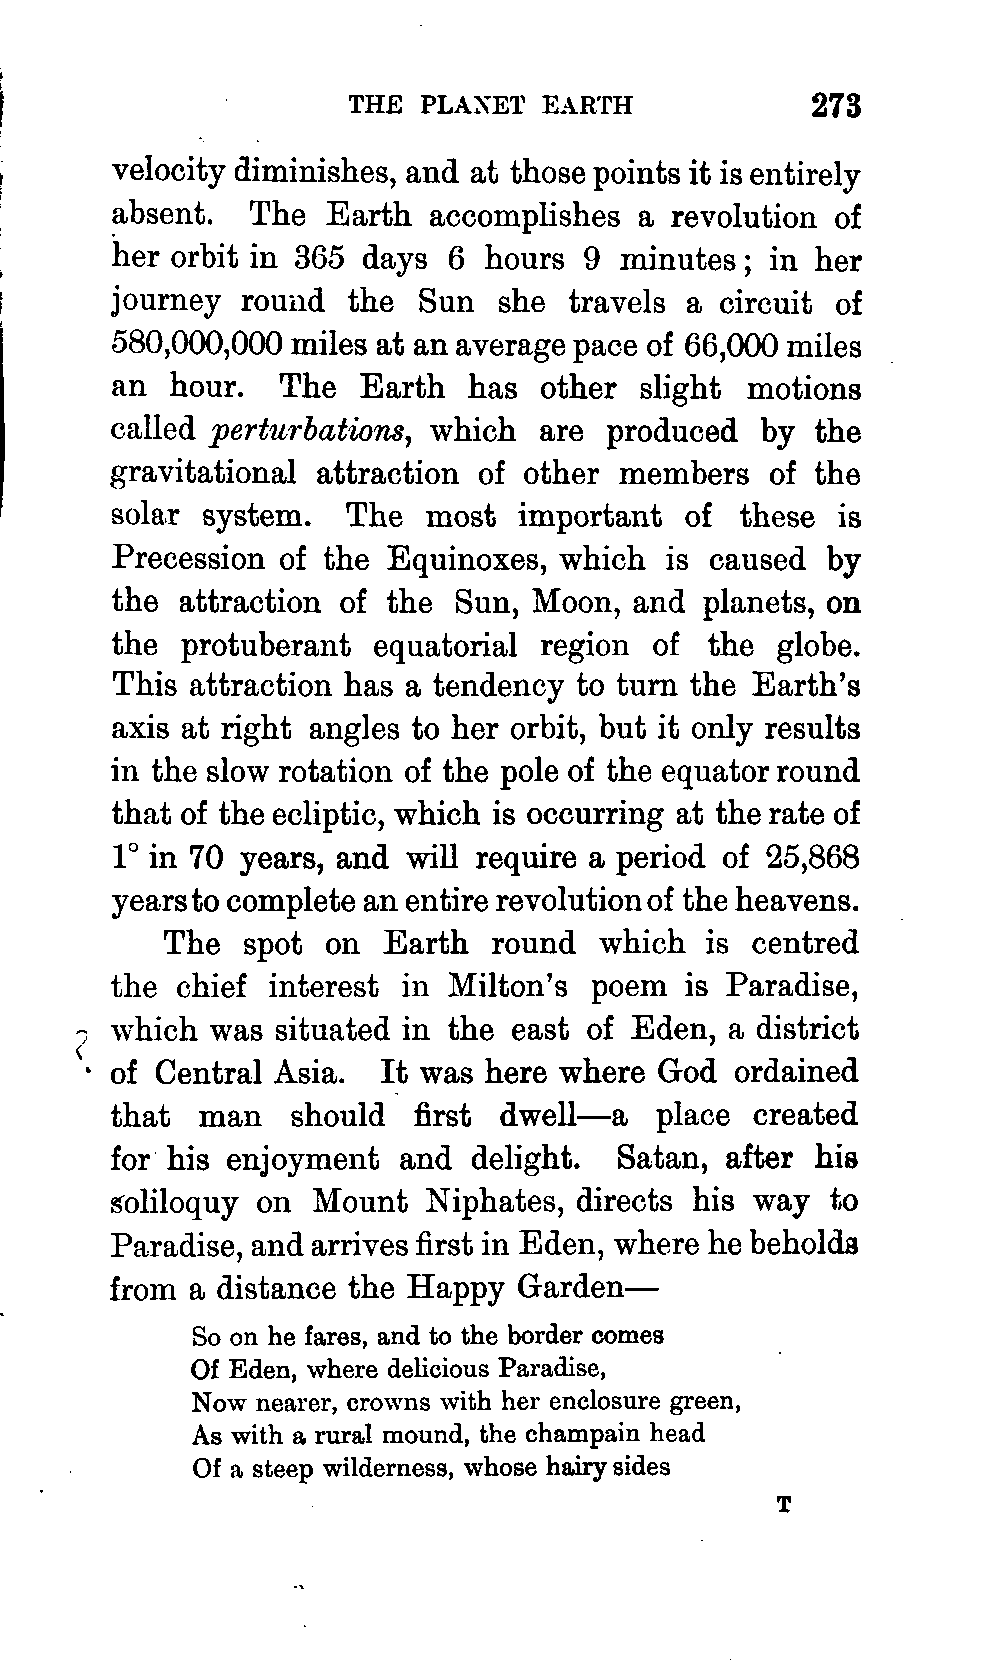 THE PLANET EARTH 273
velocity diminishes, and at those points it is entirely
absent. The Earth accomplishes a revolution of
her orbit in 365 days 6 hours 9 minutes; in her
journey round the Sun she travels a circuit of
580,000,000 miles at an average pace of 66,000 miles
an hour. The Earth has other slight motions
called perturbations, which are produced by the
gravitational attraction of other members of the
solar system. The most important of these is
Precession of the Equinoxes, which is caused by
the attraction of the Sun, Moon, and planets, on
the protuberant equatorial region of the globe.
This attraction has a tendency to turn the Earth's
axis at right angles to her orbit, but it only results
in the slow rotation of the pole of the equator round
that of the ecliptic, which is occurring at the rate of
1° in 70 years, and will require a period of 25,868
years to complete an entire revolution of the heavens.
The spot on Earth round which is centred
the chief interest in Milton's poem is Paradise,
? which was situated in the east of Eden, a district
of Central Asia. It was here where God ordained
that man should first dwell—a place created
for his enjoyment and delight. Satan, after his
soliloquy on Mount Niphates, directs his way to
Paradise, and arrives first in Eden, where he beholds
from a distance the Happy Garden—
So on he fares, and to the border comes
Of Eden, where delicious Paradise,
Now nearer, crowns with her enclosure green,
As with a rural mound, the champain head
Of a steep wilderness, whose hairy sides
T